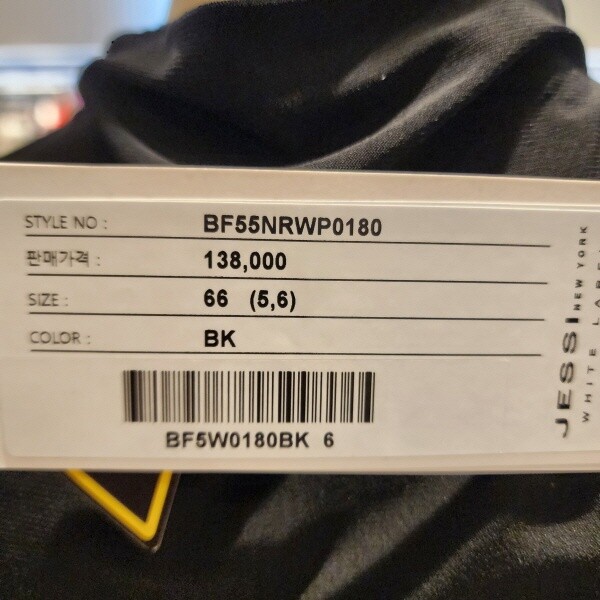 STYLE NO : BF55NRWP0180
판매가격 : 138,000
SIZE : 66 (5,6)
COLOR : BK
BF5W0180BK 6
JESSI NEW YORK
WHITE LABEL